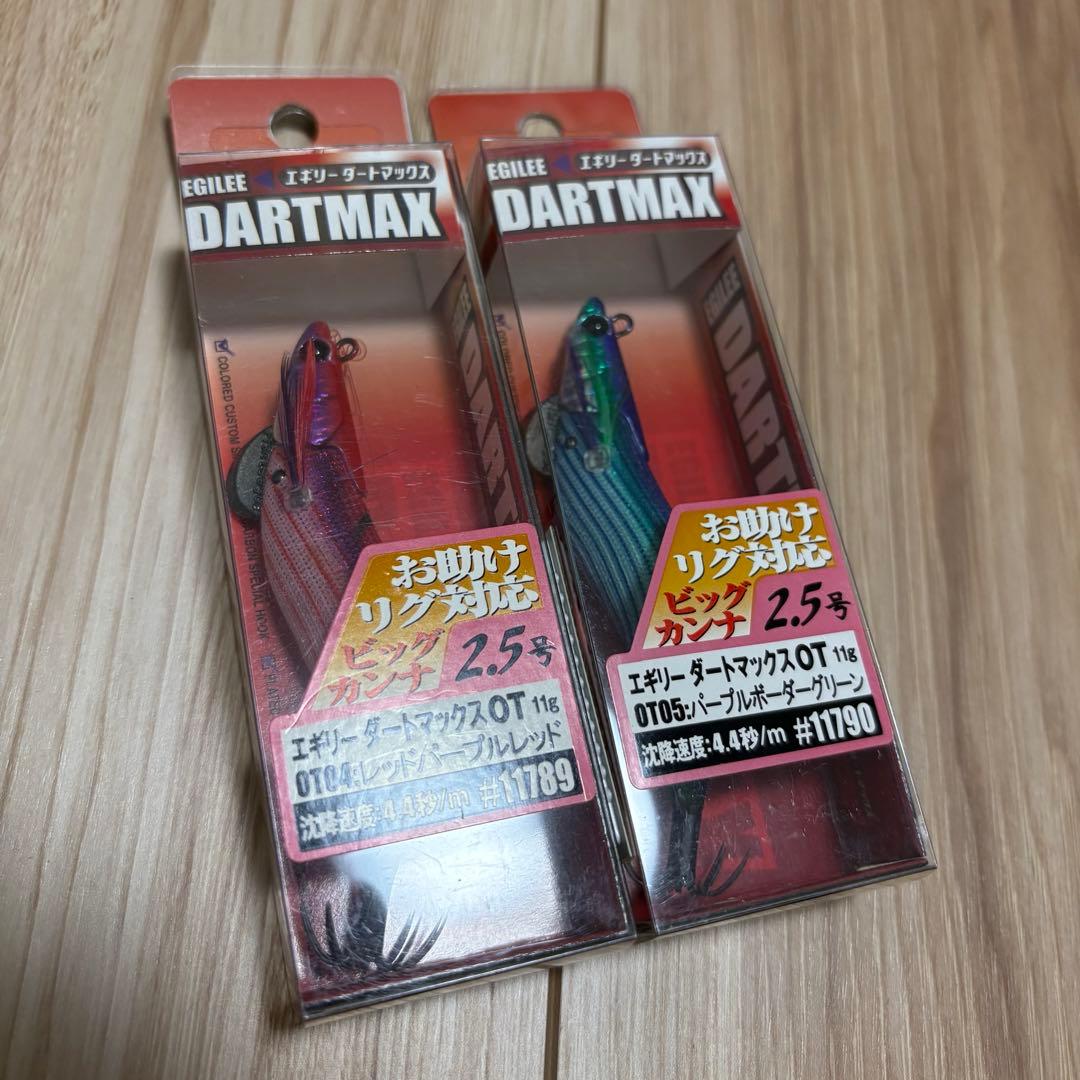 EGILEE エギリー ダートマックス
DARTMAX
COLORED CUSTOM
お助け
リグ対応
ビッグ
カンナ
2.5号
エギリー ダートマックスOT 11g
OT04:レッドパープルレッド
沈降速度:4.4秒/m #11789
EGILEE エギリー ダートマックス
DARTMAX
EGILEE
DART
お助け
リグ対応
ビッグ
カンナ
2.5号
エギリー ダートマックスOT 11g
OT05:パープルボーダーグリーン
沈降速度:4.4秒/m #11790